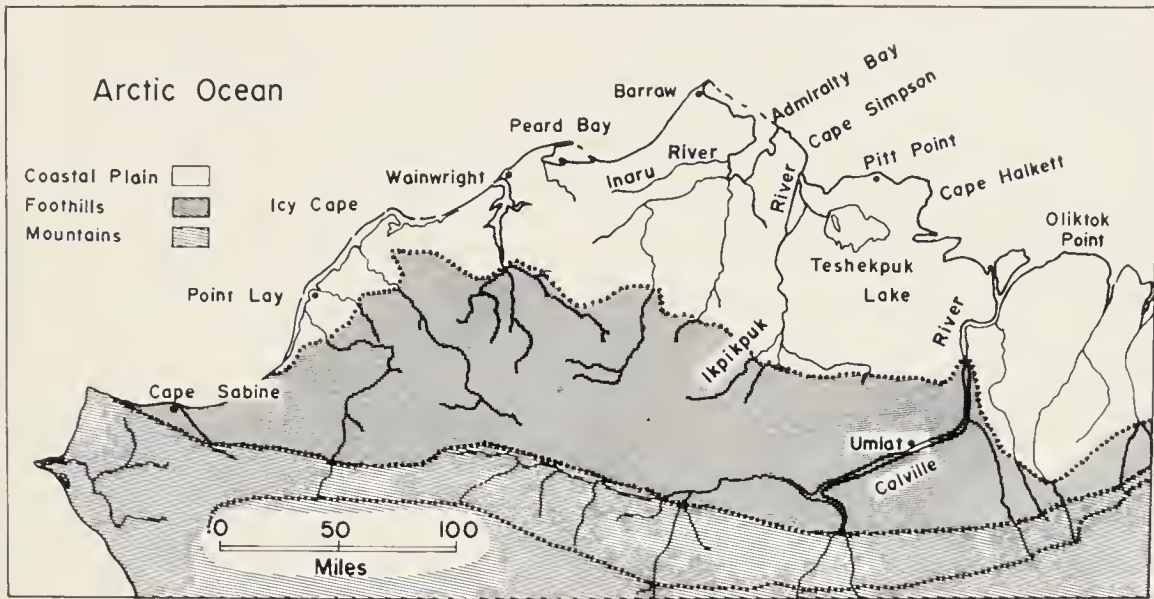 Arctic Ocean
Coastal Plain
Foothills
Mountains
Barrow
Admiralty Bay
Cape Simpson
Peard Bay
Inaru River
River
Pitt Point
Cape Halkett
Wainwright
Icy Cape
Oliktok
Point
Teshekpuk
Lake
Point Lay
River
Ikpikpuk
Cape Sabine
Umiat
Colville
0 50 100
Miles